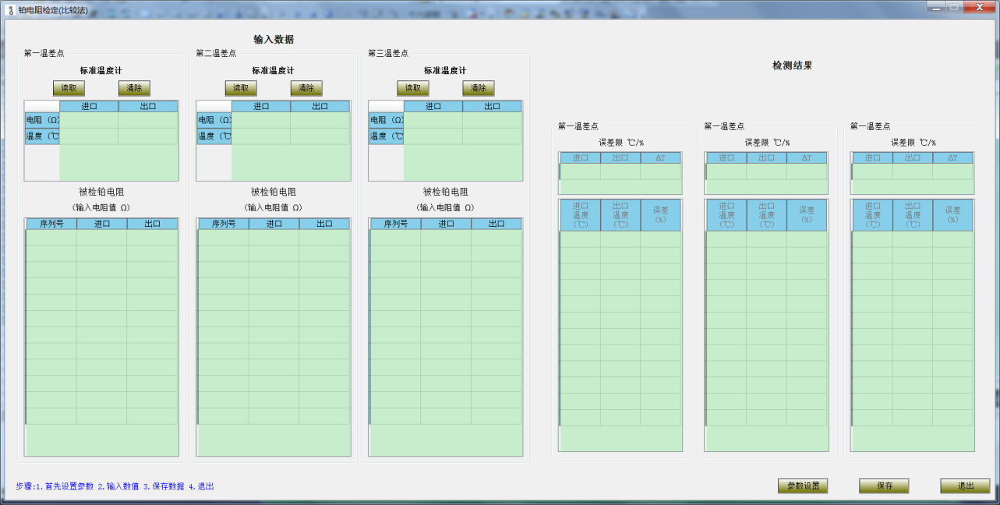 铂电阻检定(比较法)
输入数据
检测结果
第一温差点
标准温度计
读取 清除
进口 出口
电阻 (Ω)
温度 (℃
被检铂电阻
(输入电阻值 Ω)
序列号 进口 出口
第二温差点
标准温度计
读取 清除
进口 出口
电阻 (Ω)
温度 (℃
被检铂电阻
(输入电阻值 Ω)
序列号 进口 出口
第三温差点
标准温度计
读取 清除
进口 出口
电阻 (Ω)
温度 (℃
被检铂电阻
(输入电阻值 Ω)
序列号 进口 出口
第一温差点
误差限 ℃/%
进口 出口 ΔT
进口温度(℃) 出口温度(℃) 误差(%)
第一温差点
误差限 ℃/%
进口 出口 ΔT
进口温度(℃) 出口温度(℃) 误差(%)
第一温差点
误差限 ℃/%
进口 出口 ΔT
进口温度(℃) 出口温度(℃) 误差(%)
步骤:1.首先设置参数 2.输入数值 3.保存数据 4.退出
参数设置 保存 退出